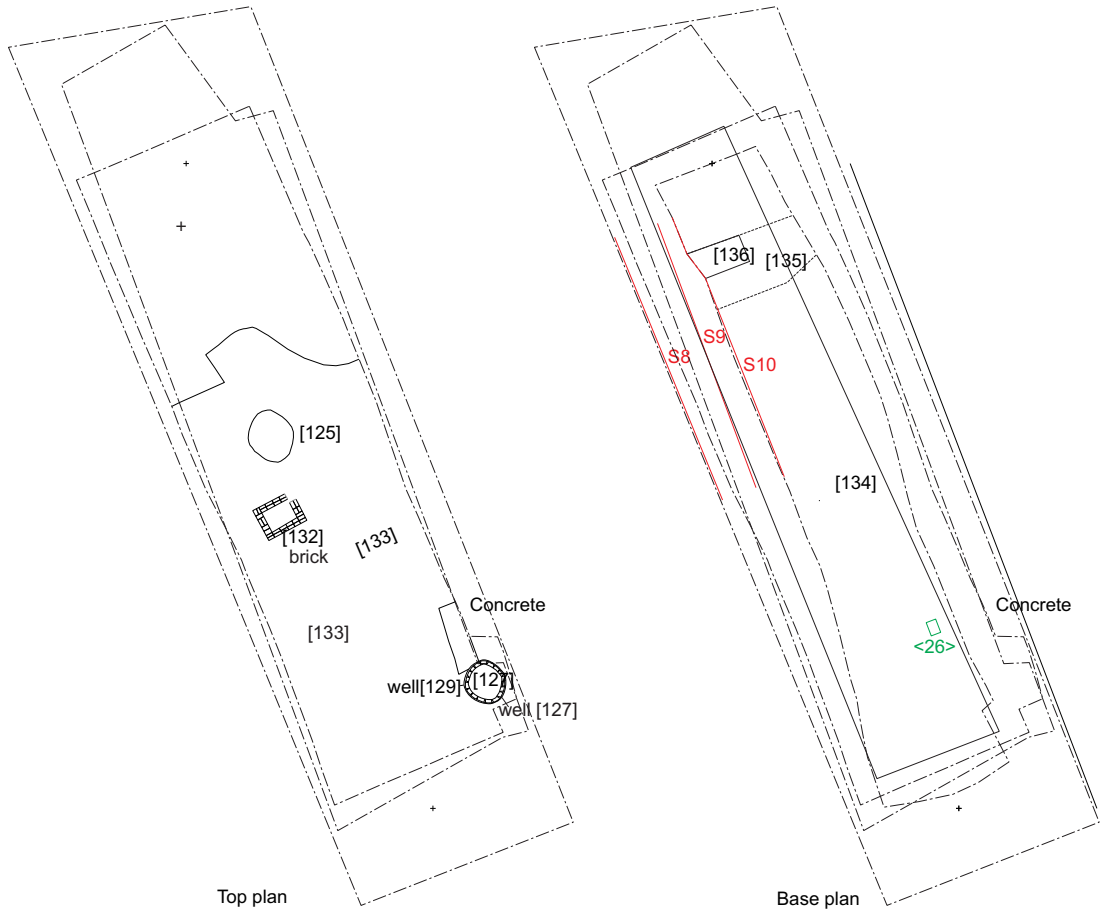 [125]
[132]
brick
[133]
[133]
Concrete
well[129]
[127]
well [127]
Top plan
[136]
[135]
S9
S8
S10
[134]
Concrete
<26>
Base plan